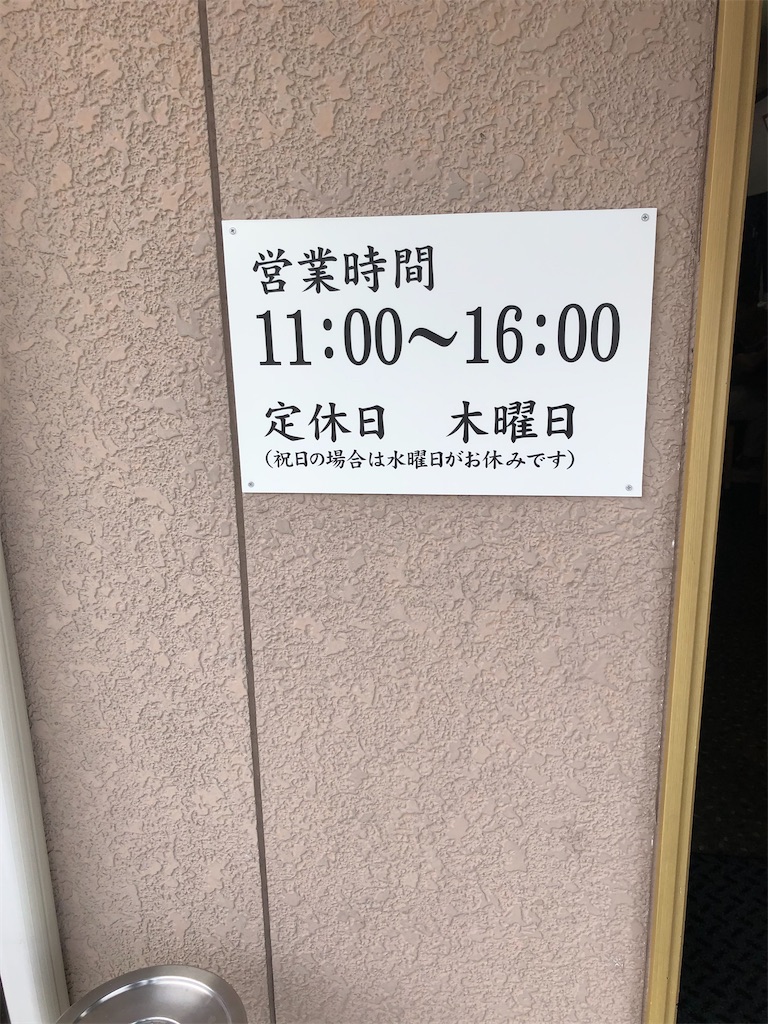 営業時間
11:00～16:00
定休日　木曜日
（祝日の場合は水曜日がお休みです）